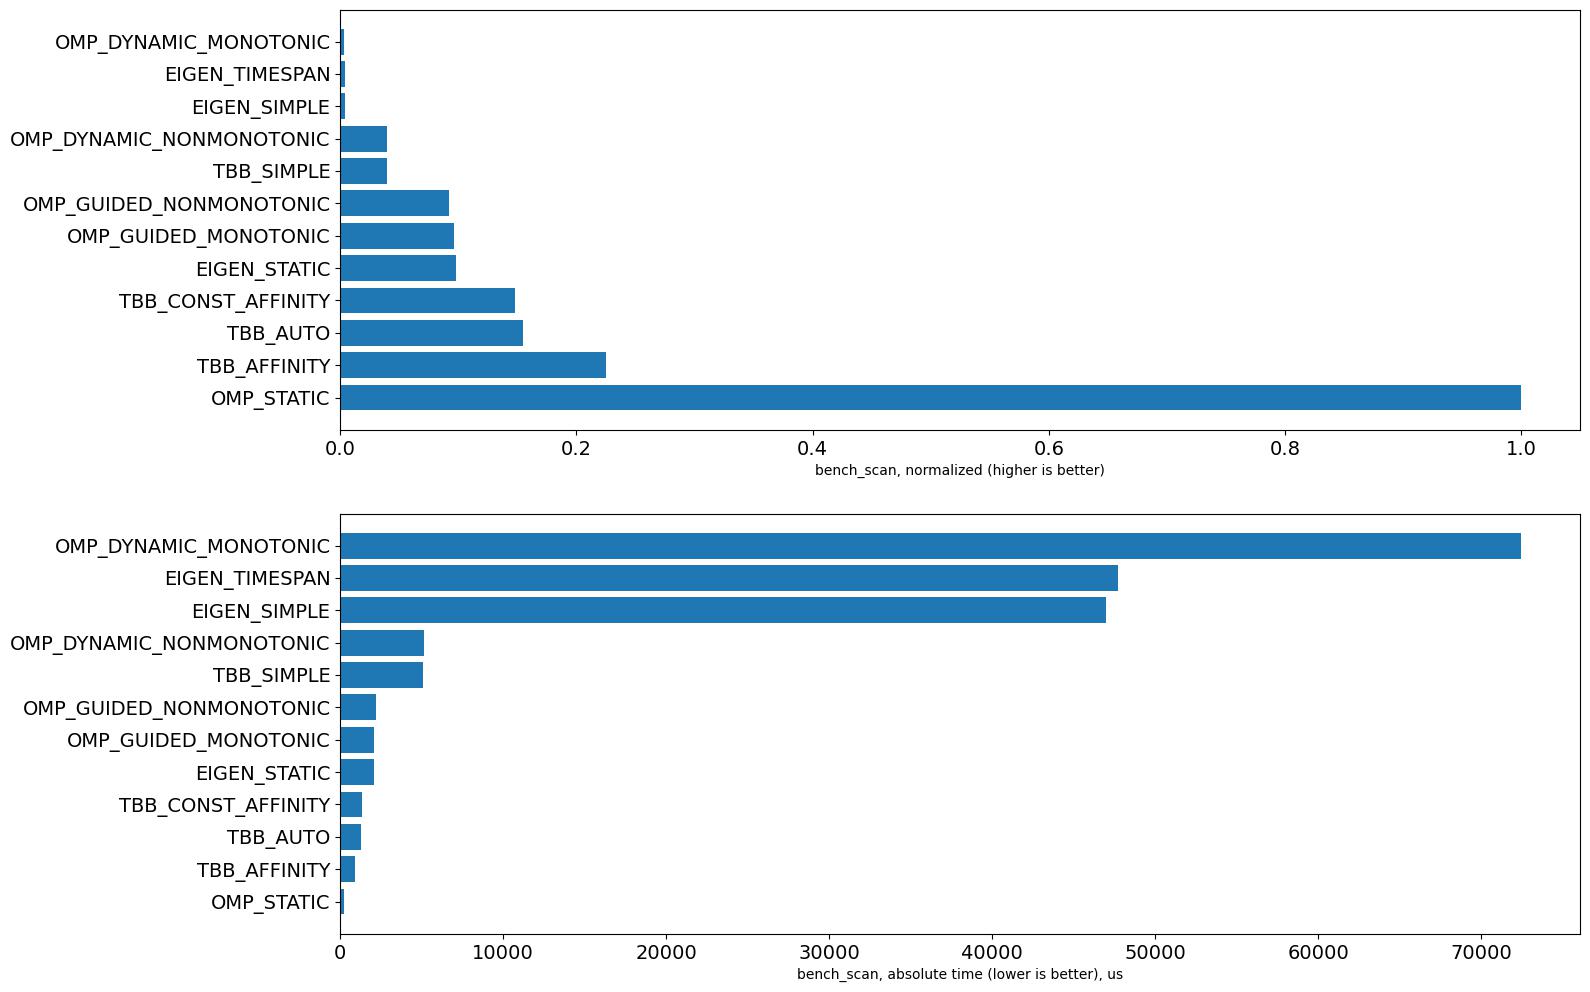 OMP_DYNAMIC_MONOTONIC
EIGEN_TIMESPAN
EIGEN_SIMPLE
OMP_DYNAMIC_NONMONOTONIC
TBB_SIMPLE
OMP_GUIDED_NONMONOTONIC
OMP_GUIDED_MONOTONIC
EIGEN_STATIC
TBB_CONST_AFFINITY
TBB_AUTO
TBB_AFFINITY
OMP_STATIC
0.0 0.2 0.4 0.6 0.8 1.0
bench_scan, normalized (higher is better)
OMP_DYNAMIC_MONOTONIC
EIGEN_TIMESPAN
EIGEN_SIMPLE
OMP_DYNAMIC_NONMONOTONIC
TBB_SIMPLE
OMP_GUIDED_NONMONOTONIC
OMP_GUIDED_MONOTONIC
EIGEN_STATIC
TBB_CONST_AFFINITY
TBB_AUTO
TBB_AFFINITY
OMP_STATIC
0 10000 20000 30000 40000 50000 60000 70000
bench_scan, absolute time (lower is better), us